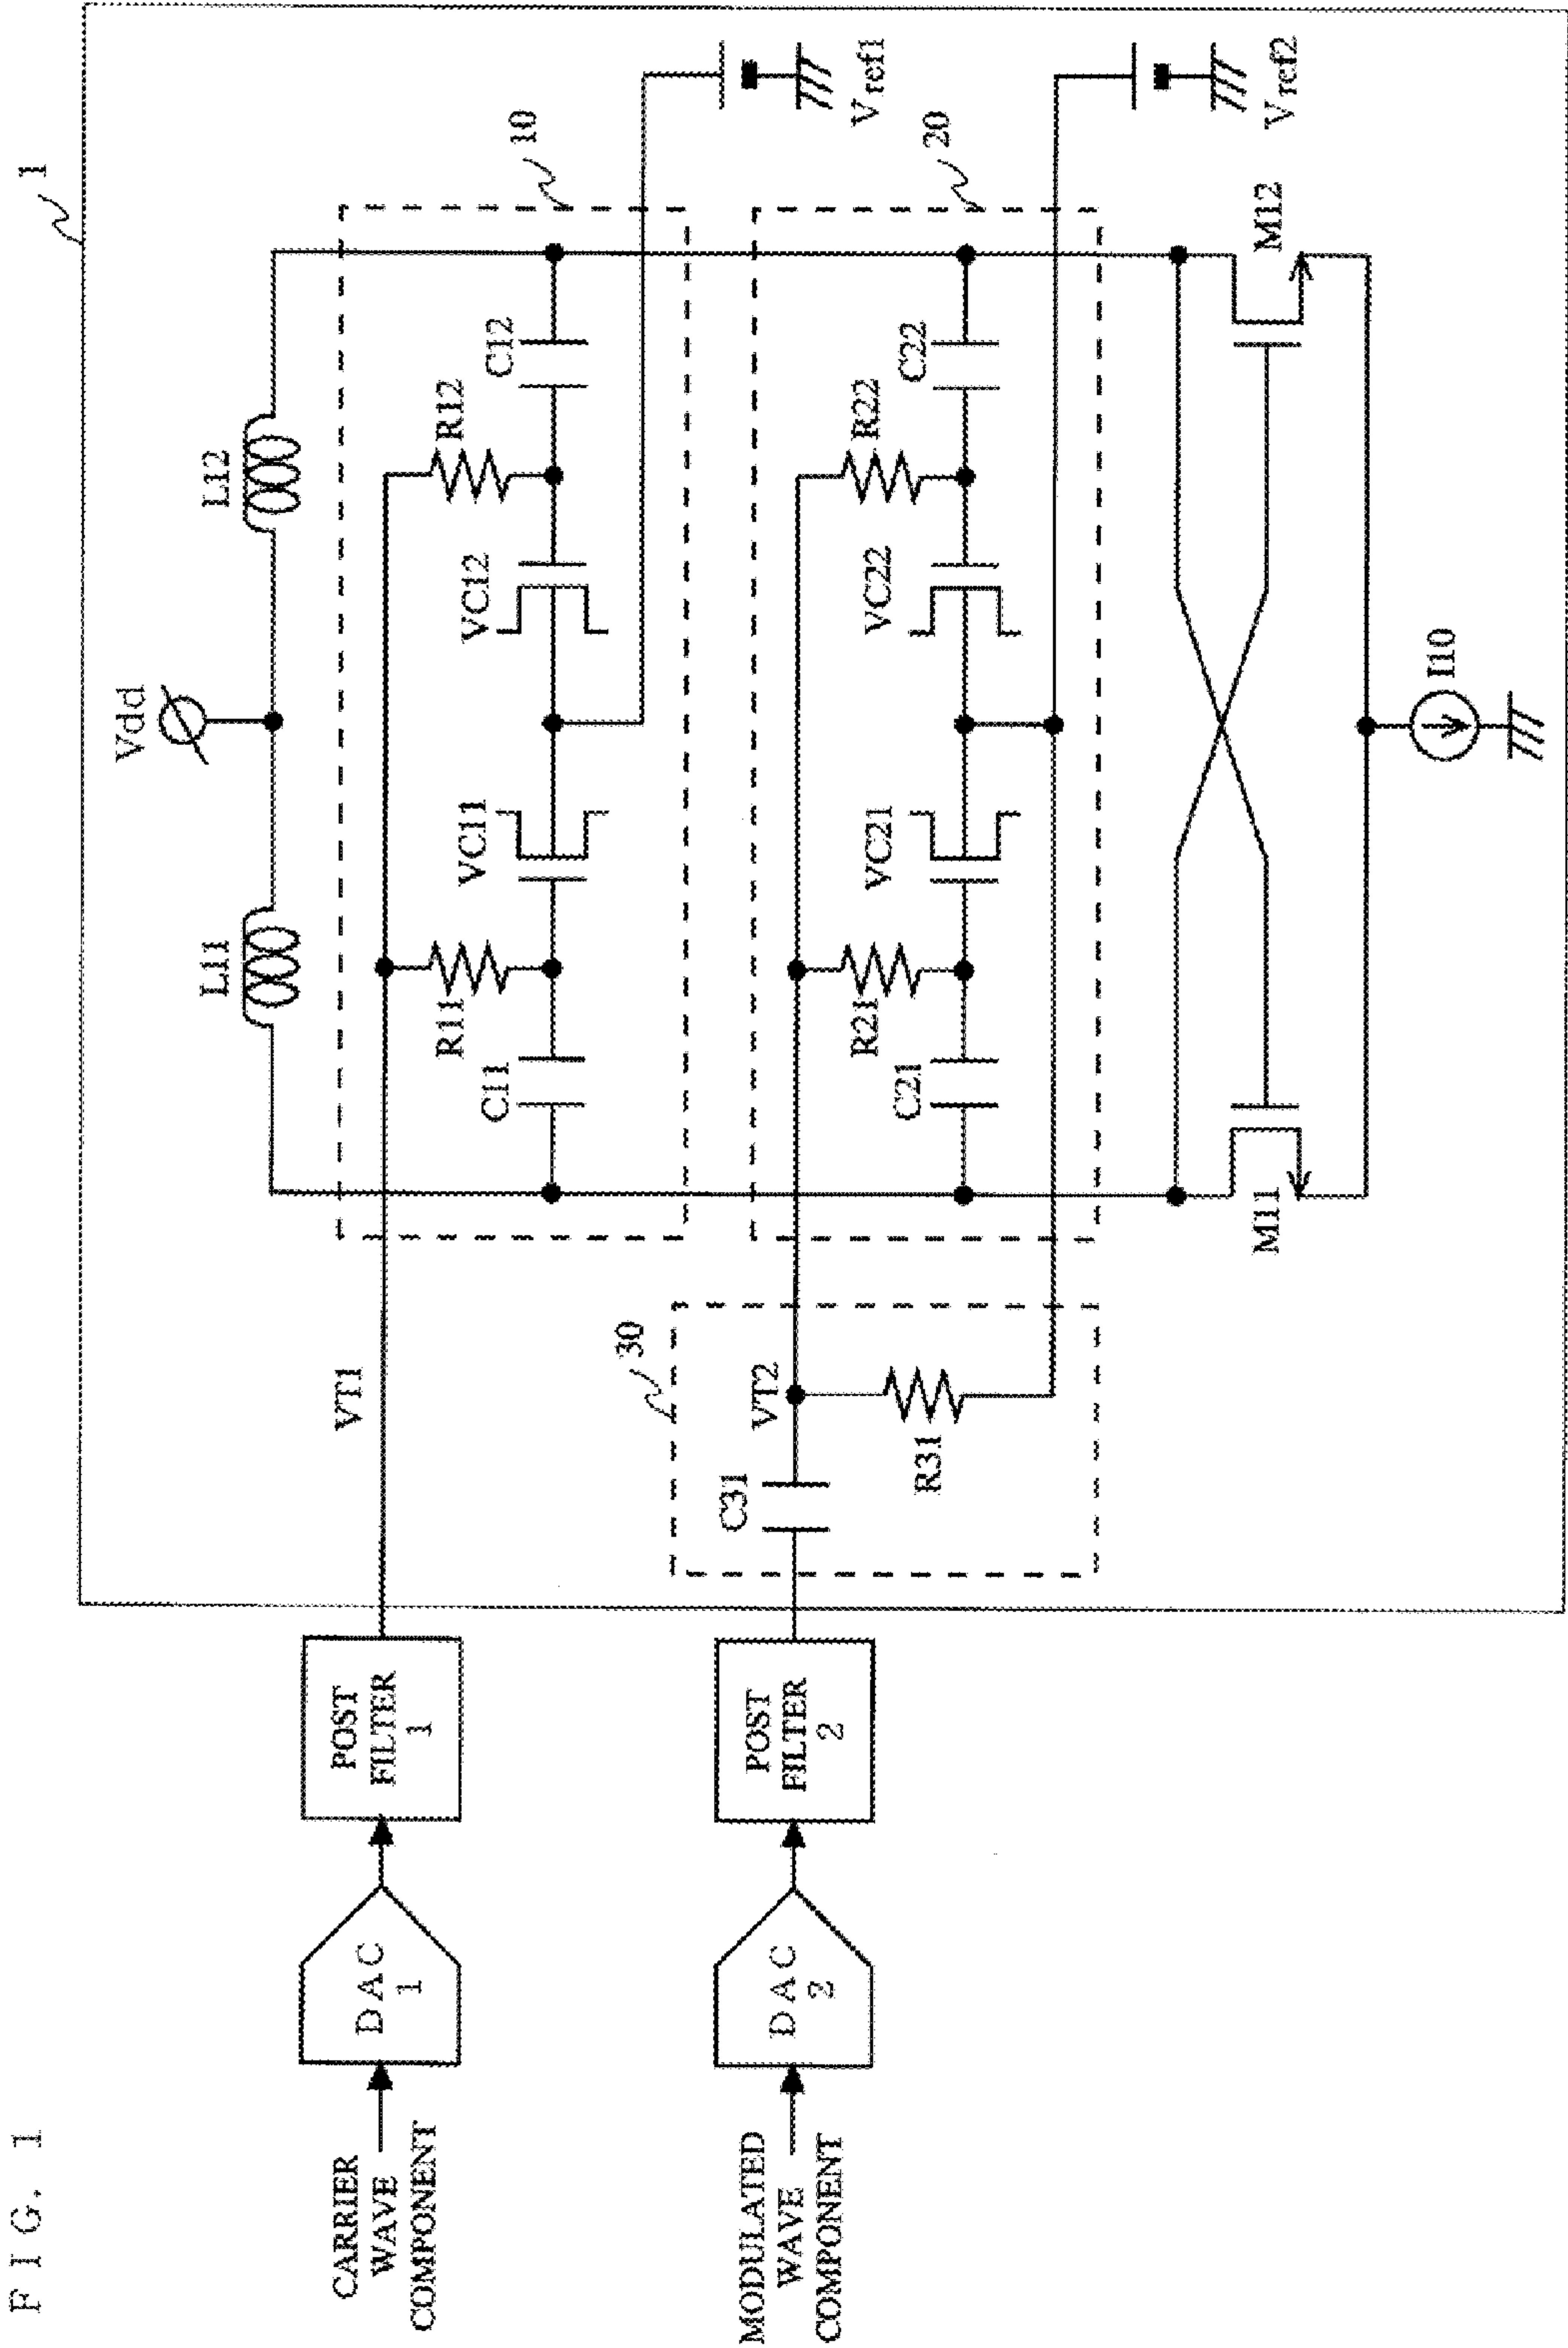 FIG. 1
1
Vdd
L11
L12
10
VT1
R11
R12
C11
VC11
VC12
C12
Vref1
CARRIER
WAVE
COMPONENT
DAC
1
POST
FILTER
1
30
20
C31
VT2
R31
R21
R22
C21
VC21
VC22
C22
Vref2
MODULATED
WAVE
COMPONENT
DAC
2
POST
FILTER
2
M11
M12
I10